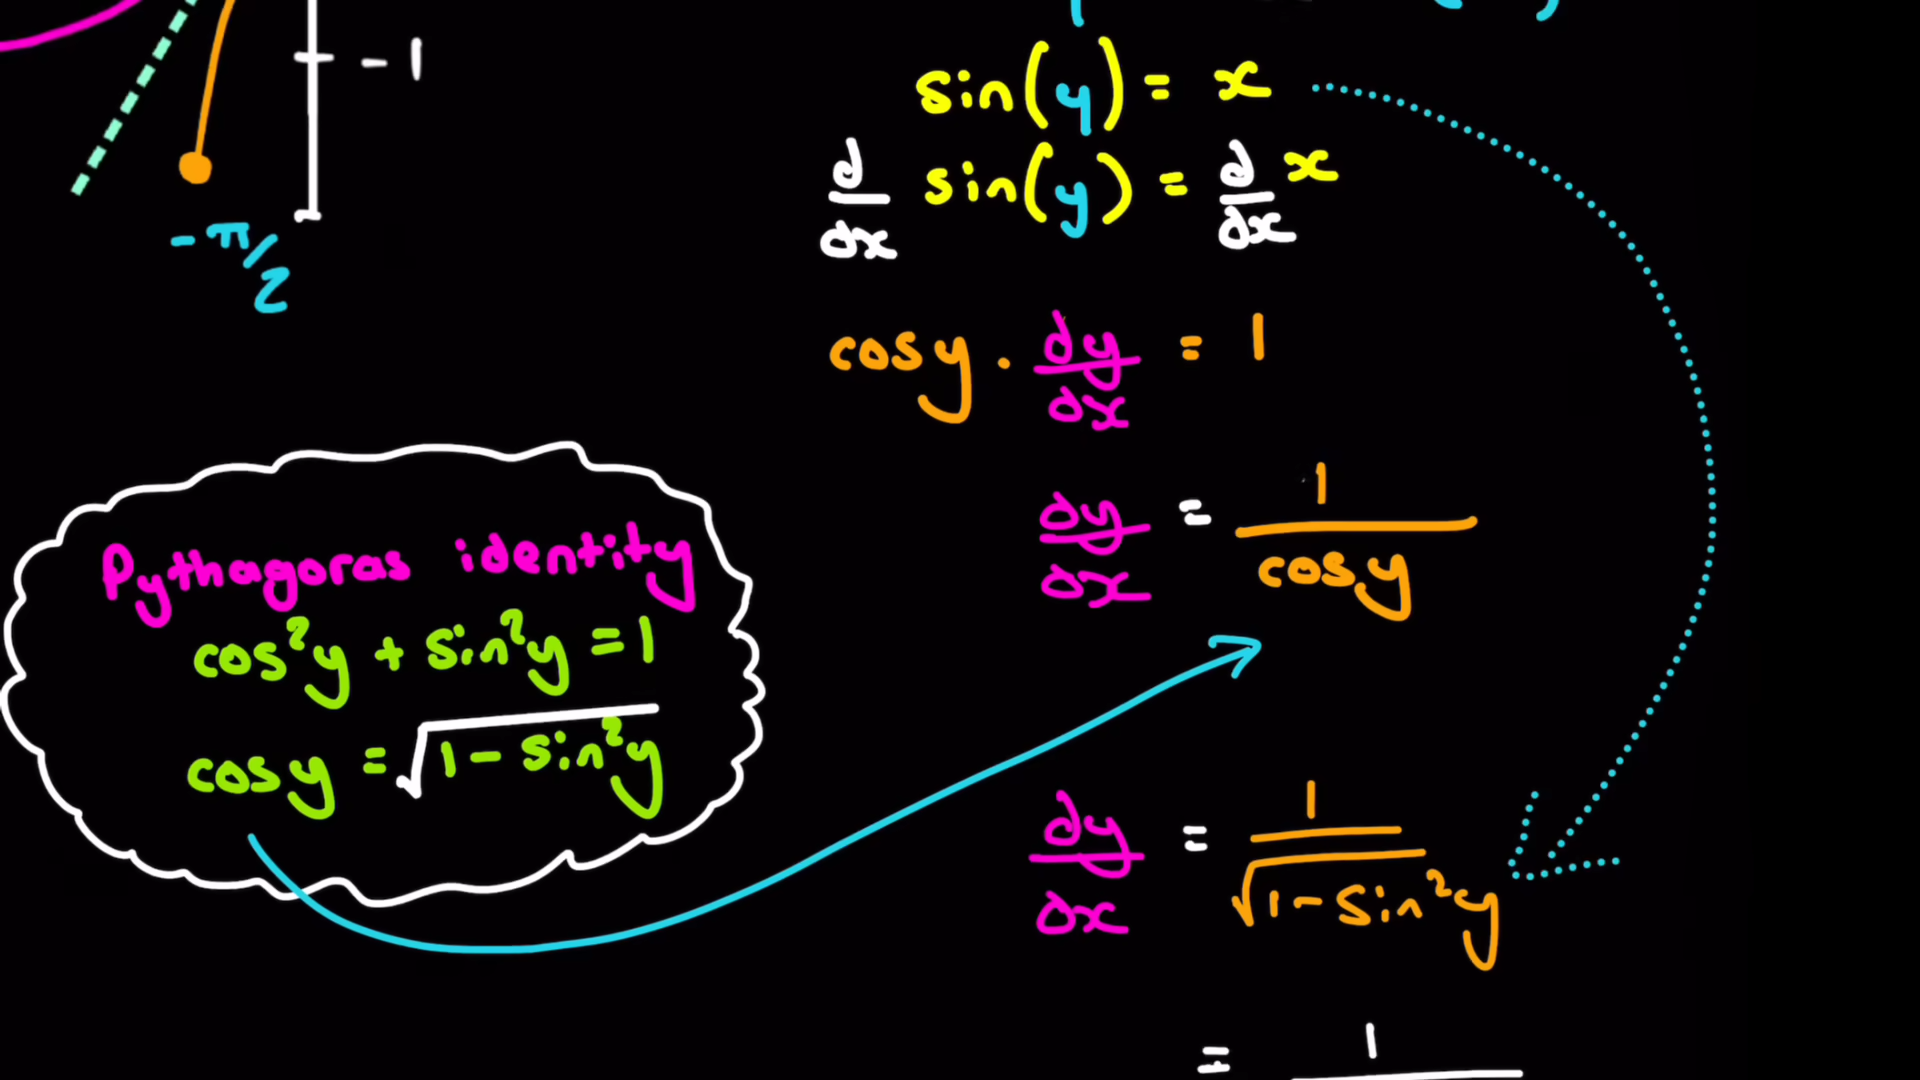 -1
-π/2
sin(y) = x
d/dx sin(y) = d/dx x
cosy · dy/dx = 1
dy/dx = 1/cosy
Pythagoras identity
cos²y + sin²y = 1
cosy = √1 - sin²y
dy/dx = 1/√1 - sin²y
= 1